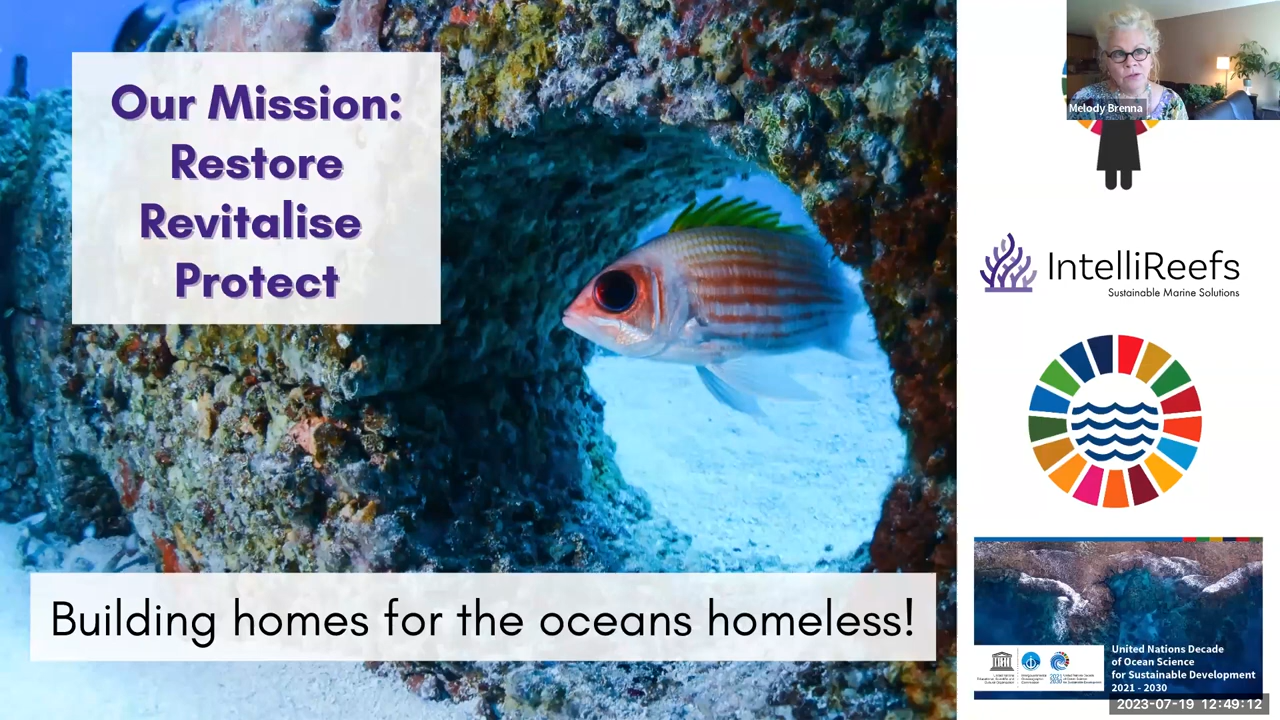 Our Mission:
Restore
Revitalise
Protect
Building homes for the oceans homeless!
Melody Brenna
IntelliReefs
Sustainable Marine Solutions
United Nations Decade
of Ocean Science
for Sustainable Development
2021 - 2030
2023-07-19 12:49:12